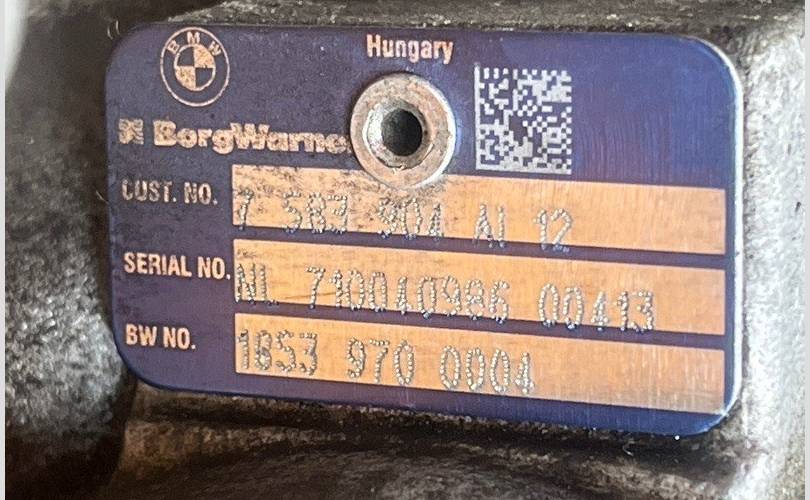 BMW
Hungary
BorgWarner
CUST. NO. 7 583 904 AI 12
SERIAL NO. NL 710040986 00413
BW NO. 1853 970 0004